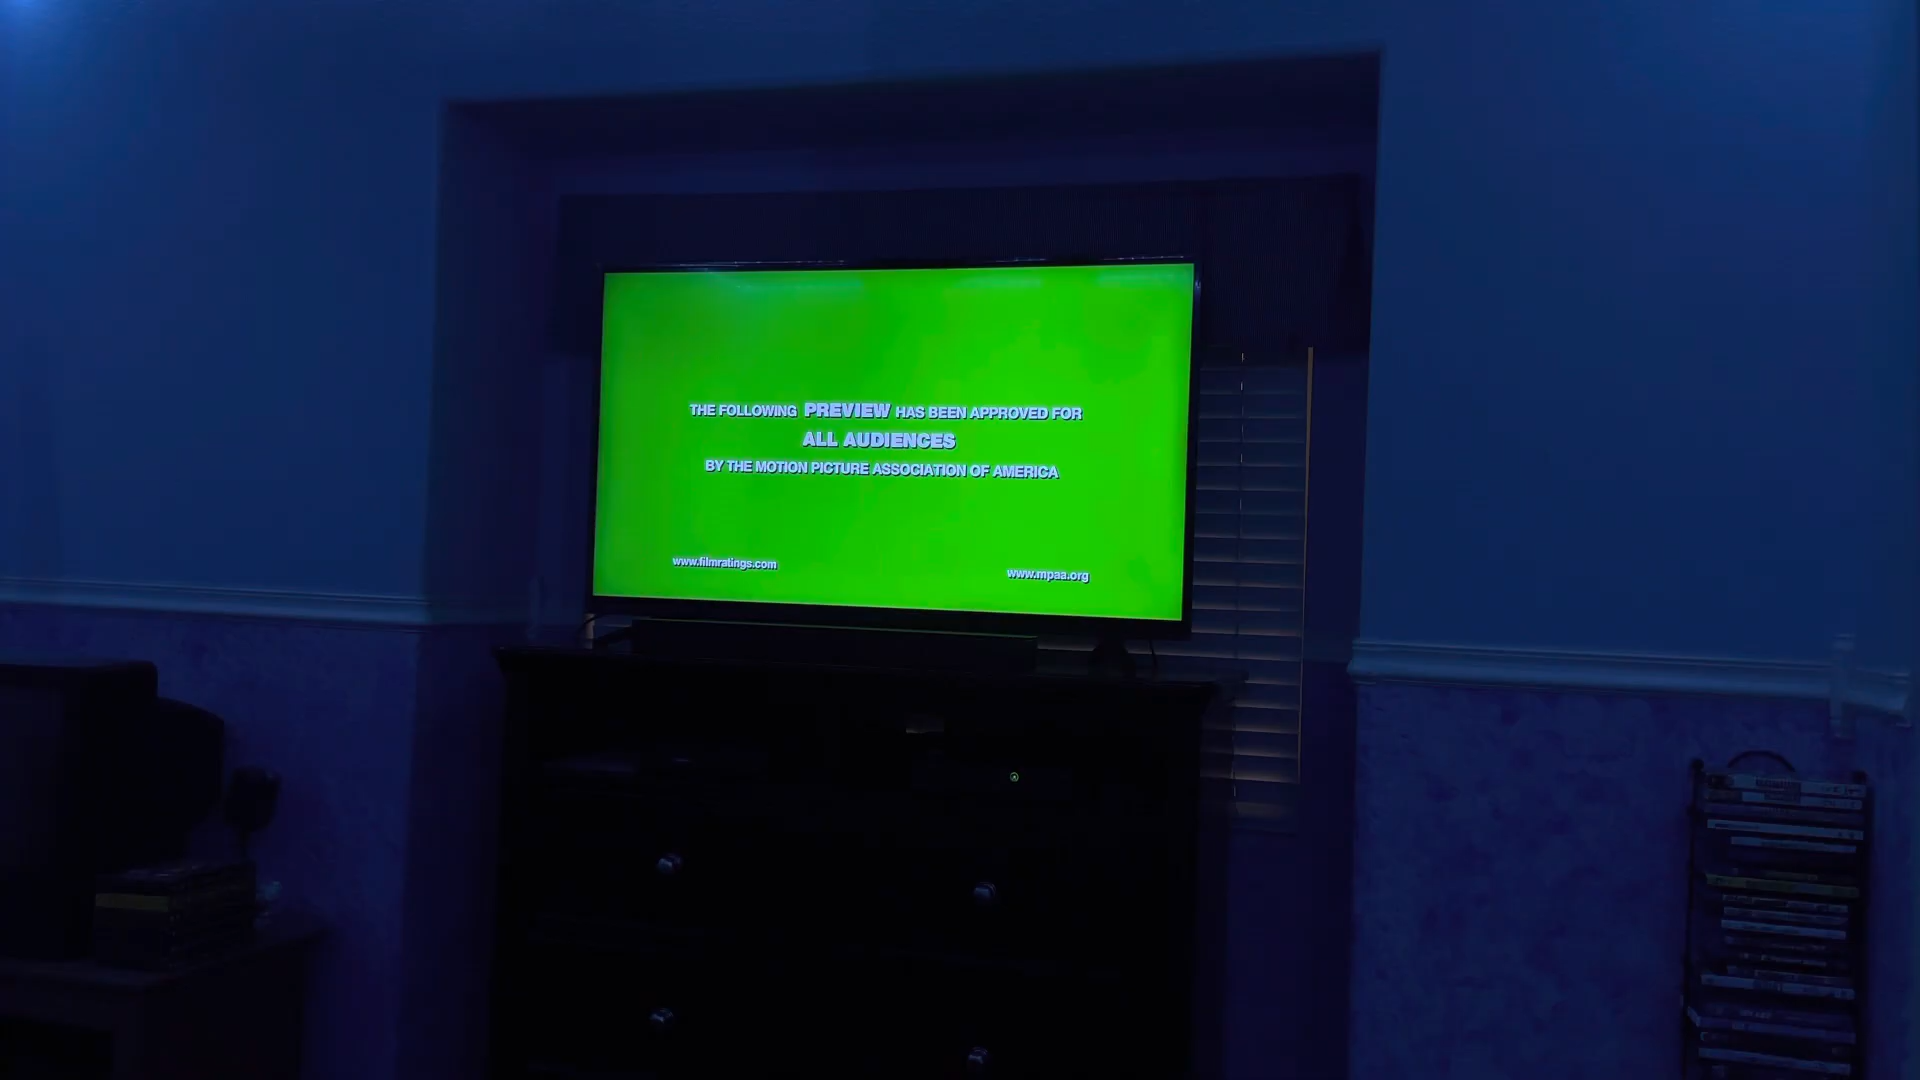 THE FOLLOWING PREVIEW HAS BEEN APPROVED FOR
ALL AUDIENCES
BY THE MOTION PICTURE ASSOCIATION OF AMERICA
www.filmratings.com
www.mpaa.org